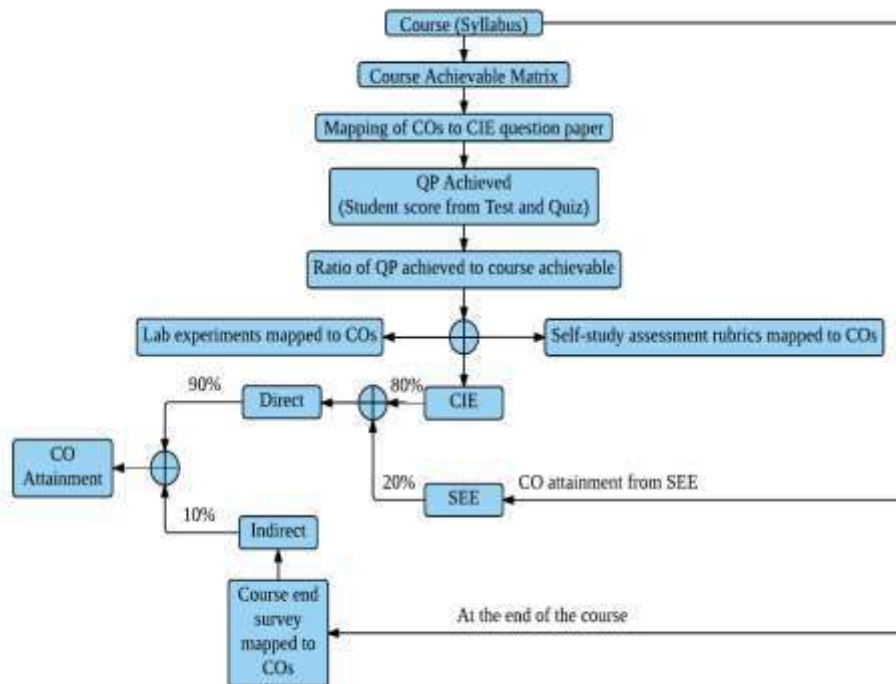 Course (Syllabus)
Course Achievable Matrix
Mapping of COs to CIE question paper
QP Achieved
(Student score from Test and Quiz)
Ratio of QP achieved to course achievable
Lab experiments mapped to COs
Self-study assessment rubrics mapped to COs
90%
Direct
80%
CIE
CO
Attainment
20%
SEE
CO attainment from SEE
10%
Indirect
Course end
survey
mapped to
COs
At the end of the course